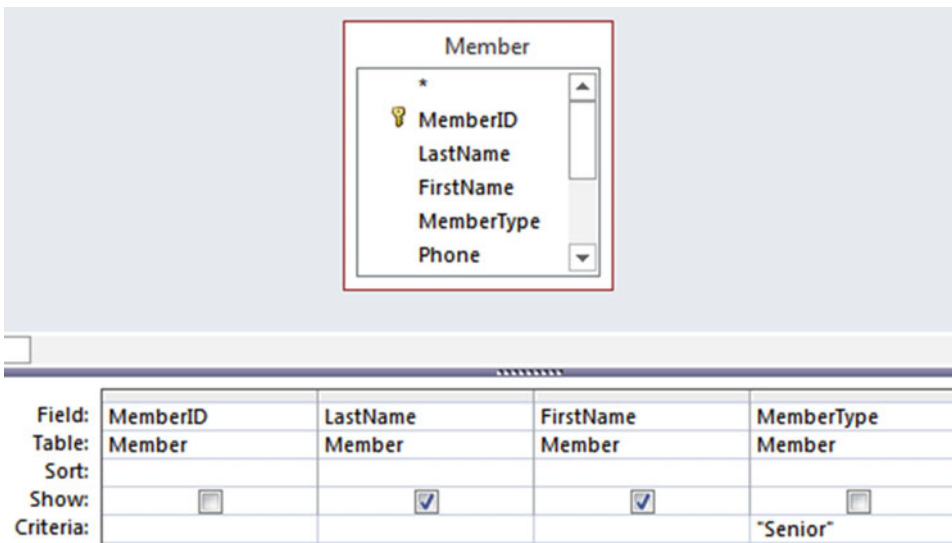 Member
*
MemberID
LastName
FirstName
MemberType
Phone
Field: MemberID LastName FirstName MemberType
Table: Member Member Member Member
Sort:
Show:
Criteria: "Senior"